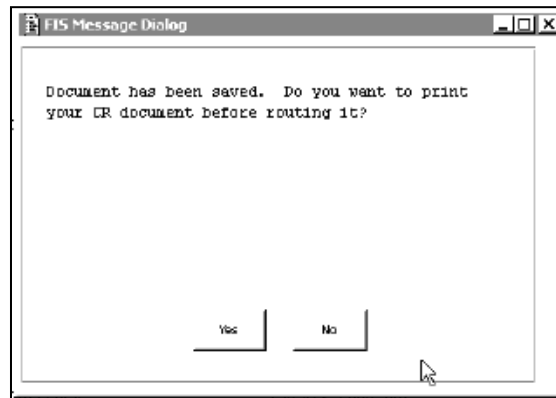 FIS Message Dialog
Document has been saved. Do you want to print
your CR document before routing it?
Yes No